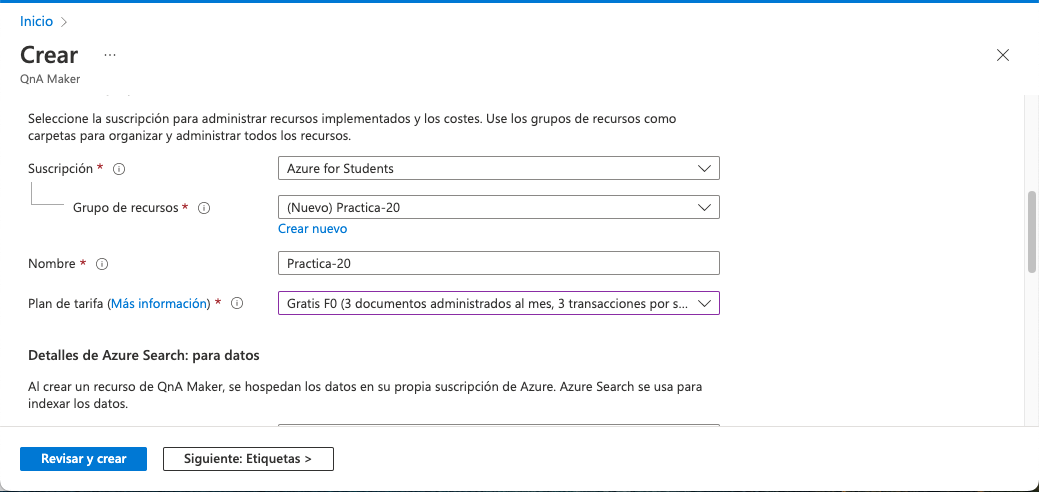 Inicio >
Crear ...
QnA Maker
Seleccione la suscripción para administrar recursos implementados y los costes. Use los grupos de recursos como
carpetas para organizar y administrar todos los recursos.
Suscripción * Azure for Students
Grupo de recursos * (Nuevo) Practica-20
Crear nuevo
Nombre * Practica-20
Plan de tarifa (Más información) * Gratis F0 (3 documentos administrados al mes, 3 transacciones por s...
Detalles de Azure Search: para datos
Al crear un recurso de QnA Maker, se hospedan los datos en su propia suscripción de Azure. Azure Search se usa para
indexar los datos.
Revisar y crear Siguiente: Etiquetas >